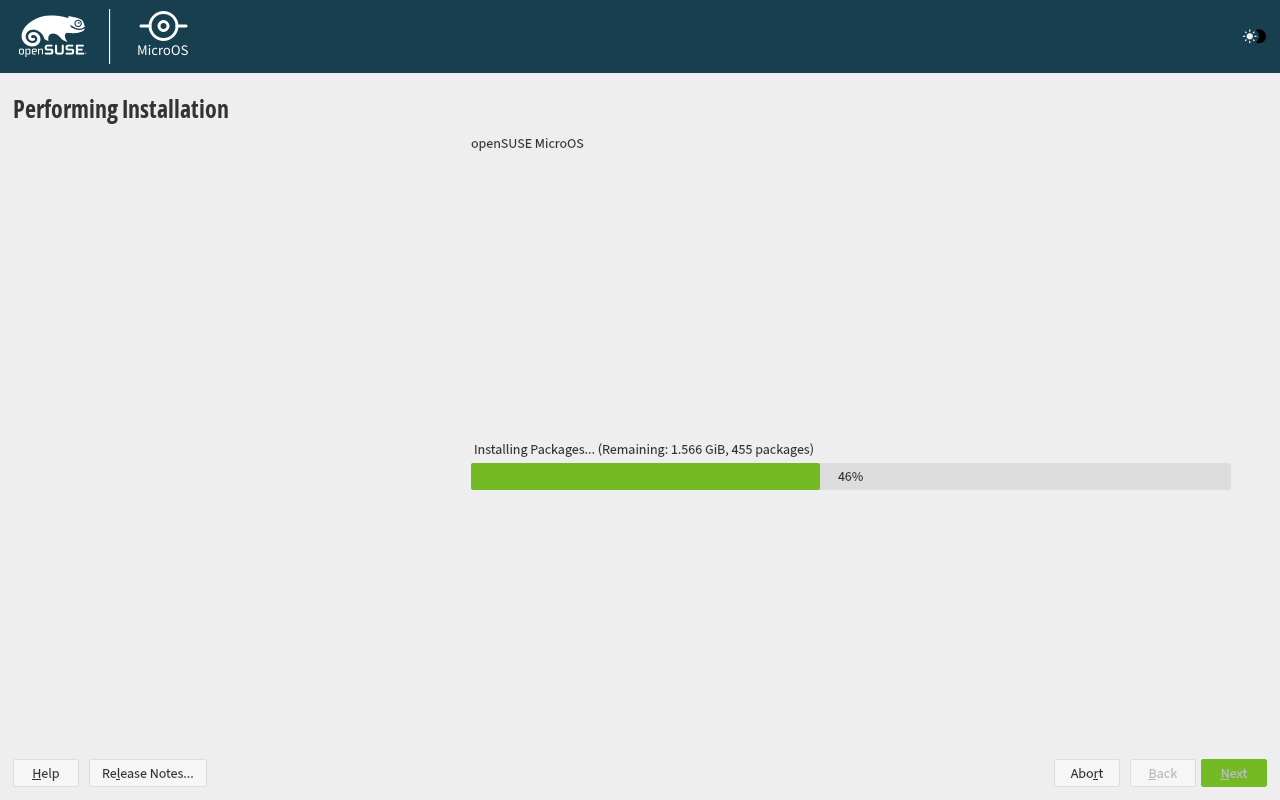 openSUSE
MicroOS
Performing Installation
openSUSE MicroOS
Installing Packages... (Remaining: 1.566 GiB, 455 packages)
46%
Help
Release Notes...
Abort
Back
Next